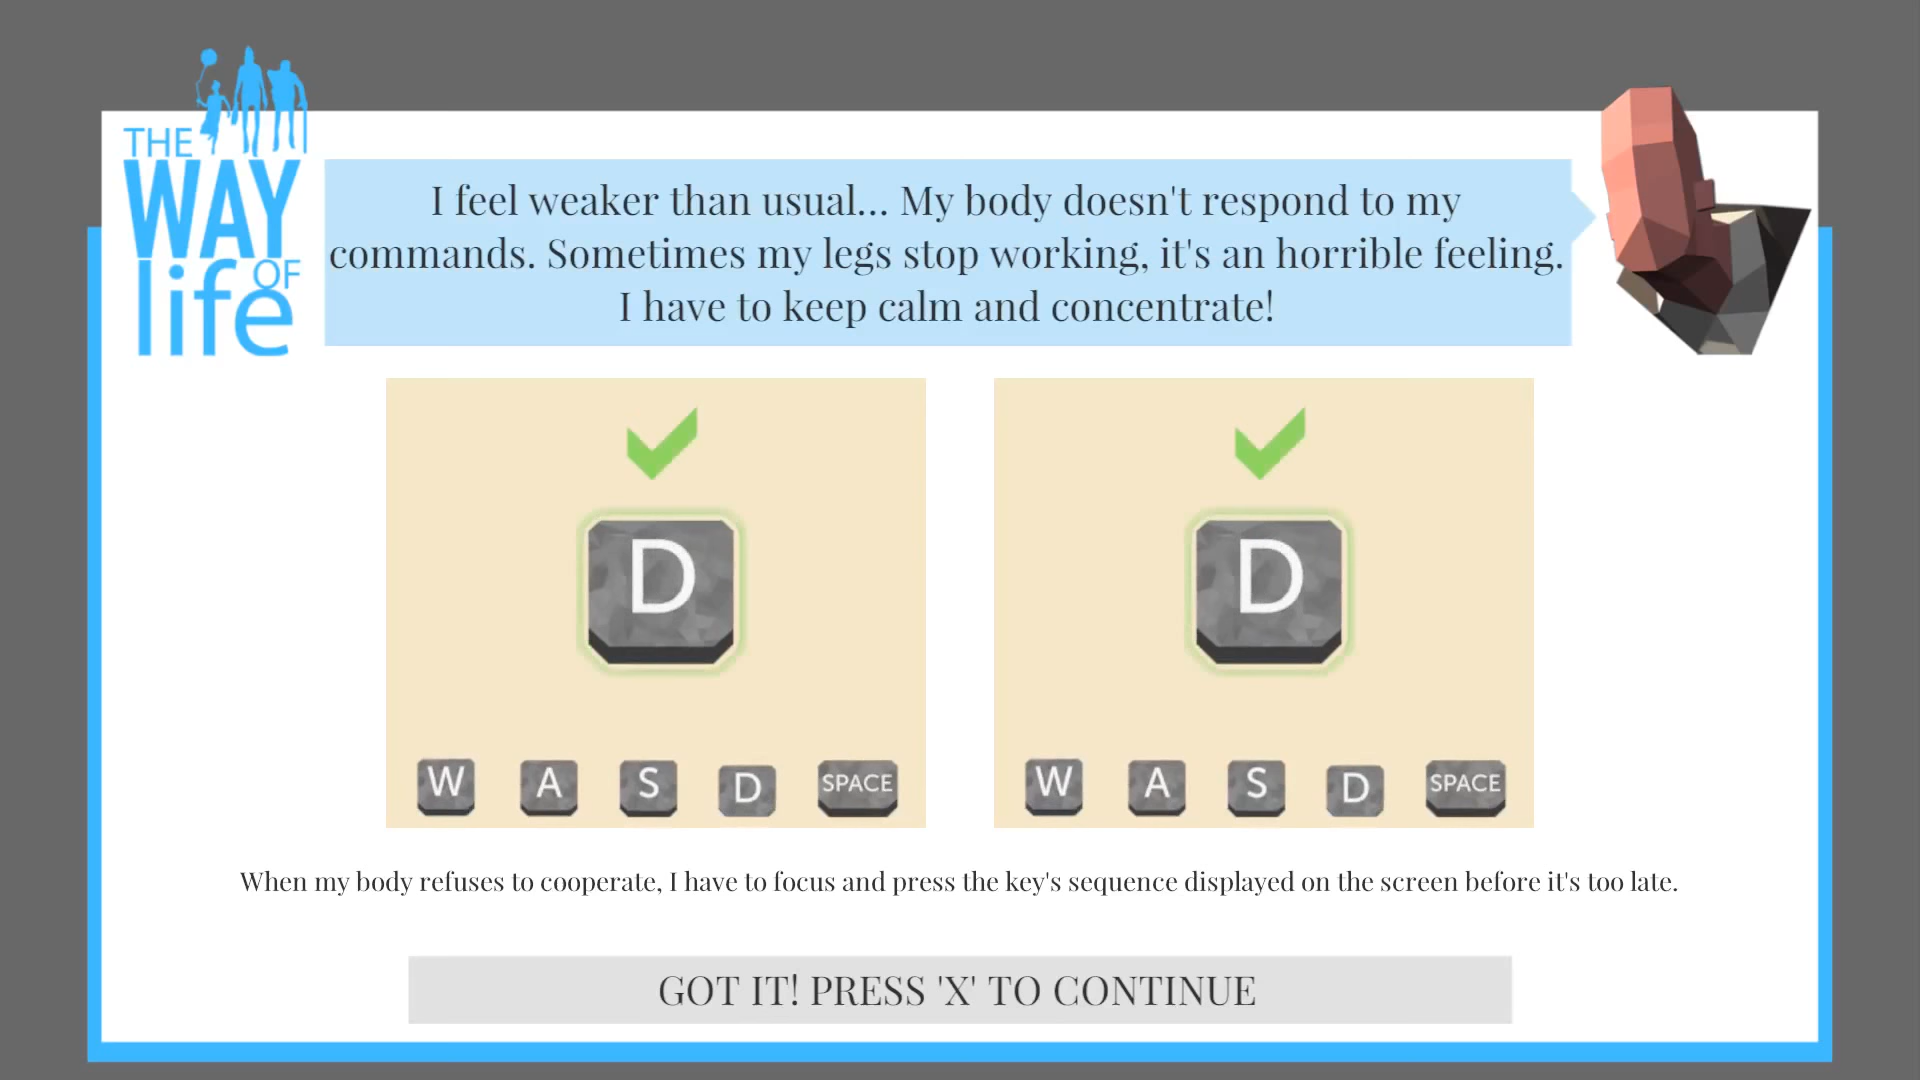 THE
WAY
OF
life
I feel weaker than usual... My body doesn't respond to my
commands. Sometimes my legs stop working, it's an horrible feeling.
I have to keep calm and concentrate!
D
D
W A S D SPACE
W A S D SPACE
When my body refuses to cooperate, I have to focus and press the key's sequence displayed on the screen before it's too late.
GOT IT! PRESS 'X' TO CONTINUE